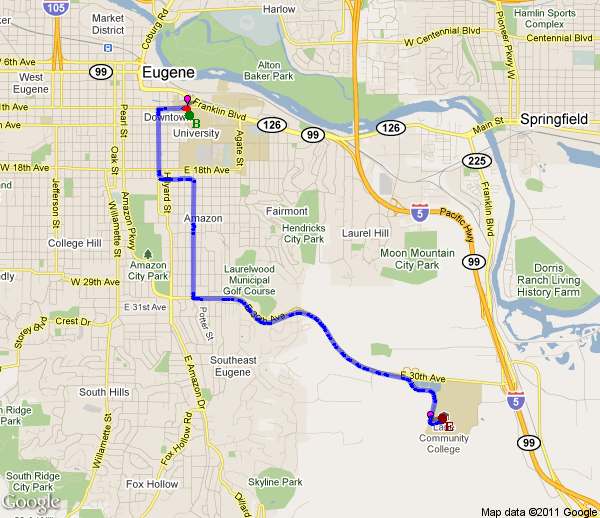 105
Market
District
Coburg Rd
Harlow
Hamlin Sports
Complex
W Centennial Blvd
Centennial Blvd
Pioneer Pkwy W
W 6th Ave
West
Eugene
99
Eugene
Alton
Baker Park
Franklin Blvd
B
Downtown
University
126
99
126
Main St
Springfield
Pearl St
Oak St
Agate St
225
W 18th Ave
E 18th Ave
Jefferson St
Willamette St
Amazon Pkwy
Hilyard St
Amazon
Fairmont
Hendricks
City Park
Laurel Hill
5
Pacific Hwy
Franklin Blvd
College Hill
Moon Mountain
City Park
99
Amazon
City Park
Laurelwood
Municipal
Golf Course
Dorris
Ranch Living
History Farm
W 29th Ave
E 31st Ave
E 30th Ave
Crest Dr
Storey Blvd
Potter St
Southeast
Eugene
E 30th Ave
South Hills
E Amazon Dr
5
B
Lane
Community
College
Willamette St
Fox Hollow Rd
99
Ridge
Park
South Ridge
City Park
Fox Hollow
Skyline Park
Dillard
Google
Map data ©2011 Google